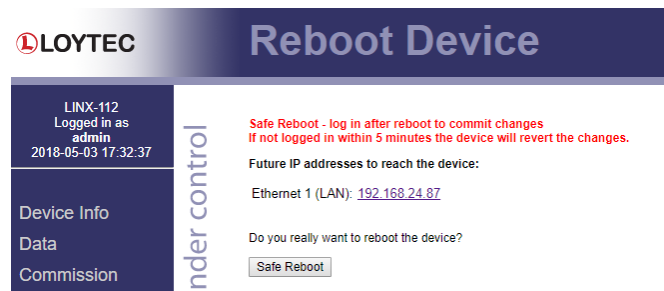 LOYTEC
Reboot Device
LINX-112
Logged in as
admin
2018-05-03 17:32:37
Device Info
Data
Commission
nder control
Safe Reboot - log in after reboot to commit changes
If not logged in within 5 minutes the device will revert the changes.
Future IP addresses to reach the device:
Ethernet 1 (LAN): 192.168.24.87
Do you really want to reboot the device?
Safe Reboot